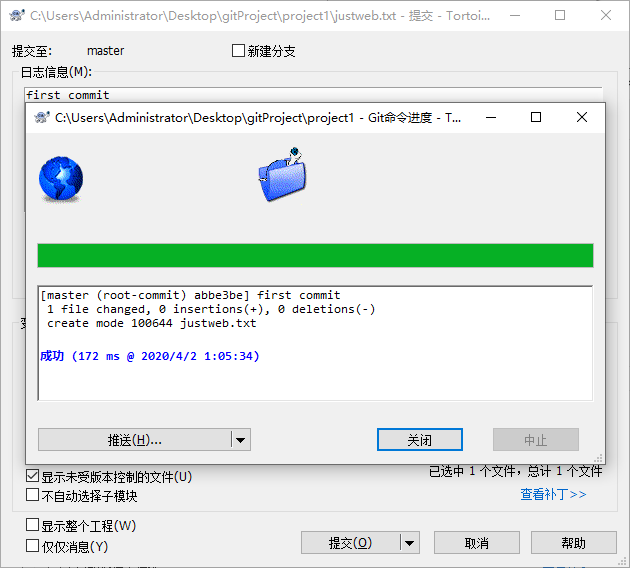 C:\Users\Administrator\Desktop\gitProject\project1\justweb.txt - 提交 - Tortoi...
提交至: master 新建分支
日志信息(M):
first commit
C:\Users\Administrator\Desktop\gitProject\project1 - Git命令进度 - T...
[master (root-commit) abbe3be] first commit
1 file changed, 0 insertions(+), 0 deletions(-)
create mode 100644 justweb.txt
成功 (172 ms @ 2020/4/2 1:05:34)
推送(H)... 关闭 中止
显示未受版本控制的文件(U) 已选中 1 个文件，总计 1 个文件
不自动选择子模块
查看补丁>>
显示整个工程(W)
仅仅消息(Y)
提交(O) 取消 帮助